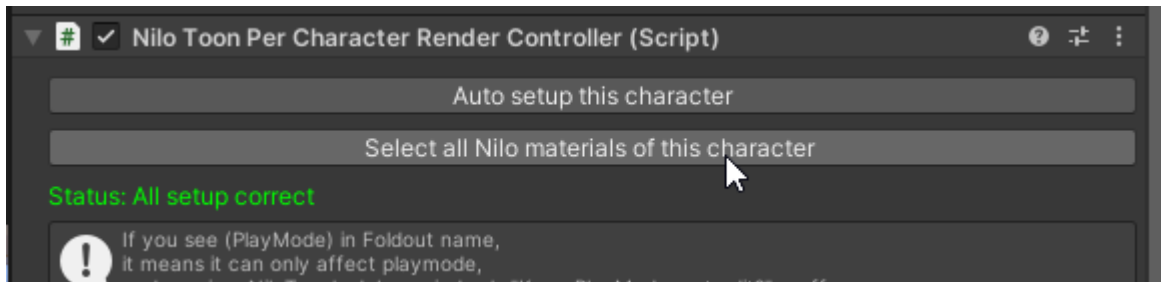 # Nilo Toon Per Character Render Controller (Script)
Auto setup this character
Select all Nilo materials of this character
Status: All setup correct
If you see (PlayMode) in Foldout name,
it means it can only affect playmode,